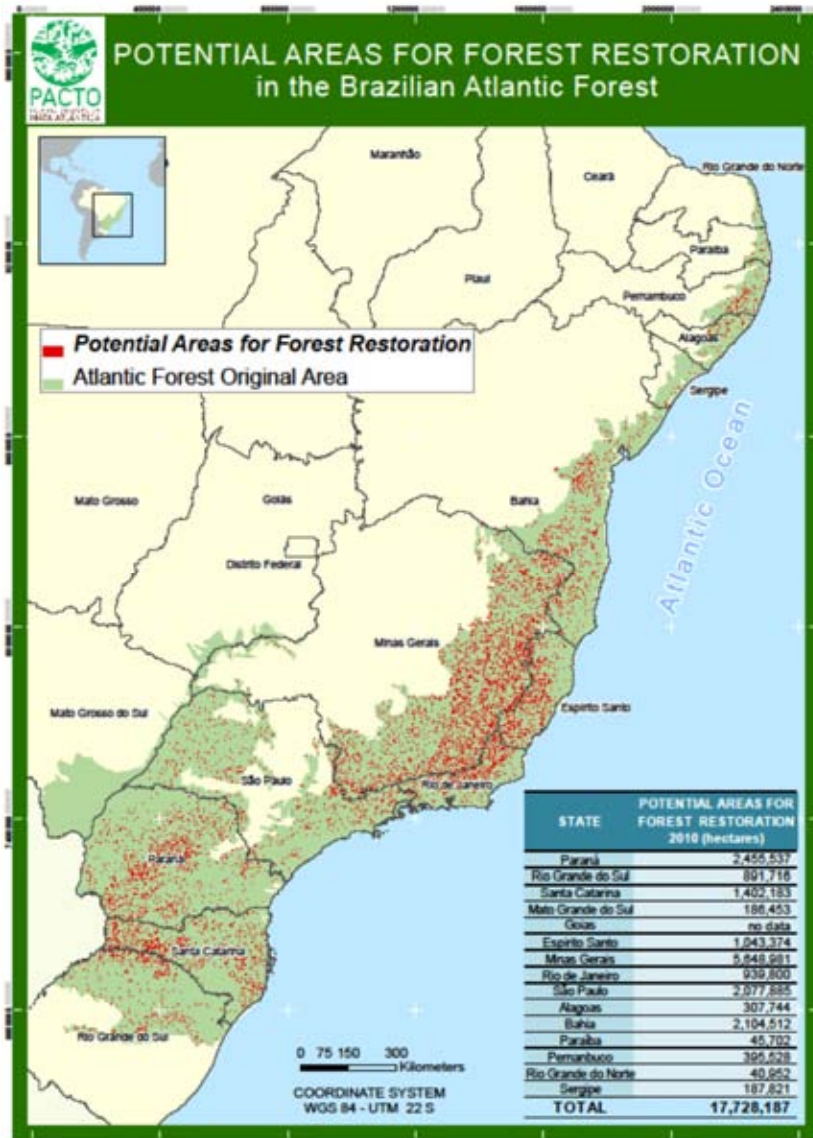 POTENTIAL AREAS FOR FOREST RESTORATION
in the Brazilian Atlantic Forest
PACTO
MATA ATLÂNTICA
Maranhão
Ceará
Rio Grande do Norte
Paraíba
Piauí
Pernambuco
Alagoas
Sergipe
Potential Areas for Forest Restoration
Atlantic Forest Original Area
Atlantic Ocean
Mato Grosso
Goiás
Bahia
Distrito Federal
Minas Gerais
Mato Grosso do Sul
Espírito Santo
São Paulo
Rio de Janeiro
Paraná
Santa Catarina
Rio Grande do Sul
STATE POTENTIAL AREAS FOR
FOREST RESTORATION
2010 (hectares)
Paraná 2,455,537
Rio Grande do Sul 891,716
Santa Catarina 1,402,183
Mato Grande do Sul 186,453
Goias no data
Espirito Santo 1,043,374
Minas Gerais 5,648,981
Rio de Janeiro 939,800
São Paulo 2,077,885
Alagoas 307,744
Bahia 2,104,512
Paraíba 45,702
Pernambuco 395,528
Rio Grande do Norte 40,952
Sergipe 187,821
TOTAL 17,728,187
0 75 150 300
Kilometers
COORDINATE SYSTEM
WGS 84 - UTM 22 S